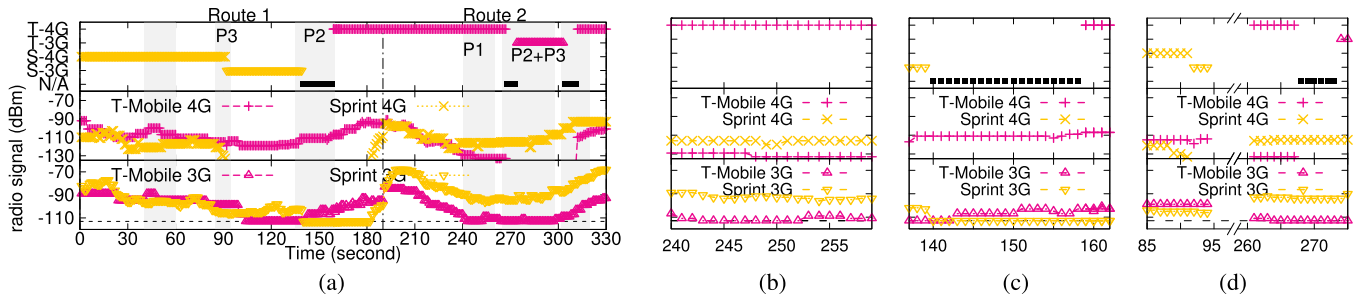 Route 1 Route 2
T-4G
T-3G
S-4G
S-3G
N/A
P3 P2 P1 P2+P3
radio signal (dBm)
-70
-90
-110
-130
T-Mobile 4G Sprint 4G
-70
-90
-110
T-Mobile 3G Sprint 3G
0 30 60 90 120 150 180 210 240 270 300 330
Time (second)
(a)
T-Mobile 4G
Sprint 4G
T-Mobile 3G
Sprint 3G
240 245 250 255
(b)
T-Mobile 4G
Sprint 4G
T-Mobile 3G
Sprint 3G
140 150 160
(c)
T-Mobile 4G
Sprint 4G
T-Mobile 3G
Sprint 3G
85 90 95 260 270
(d)